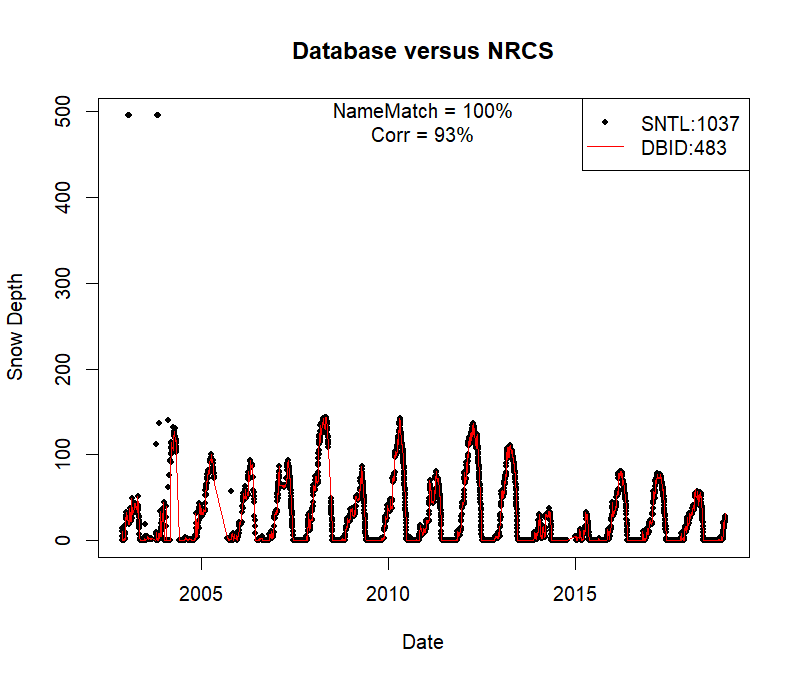 Database versus NRCS
NameMatch = 100%
Corr = 93%
SNTL:1037
DBID:483
500
400
300
200
100
0
Snow Depth
2005
2010
2015
Date